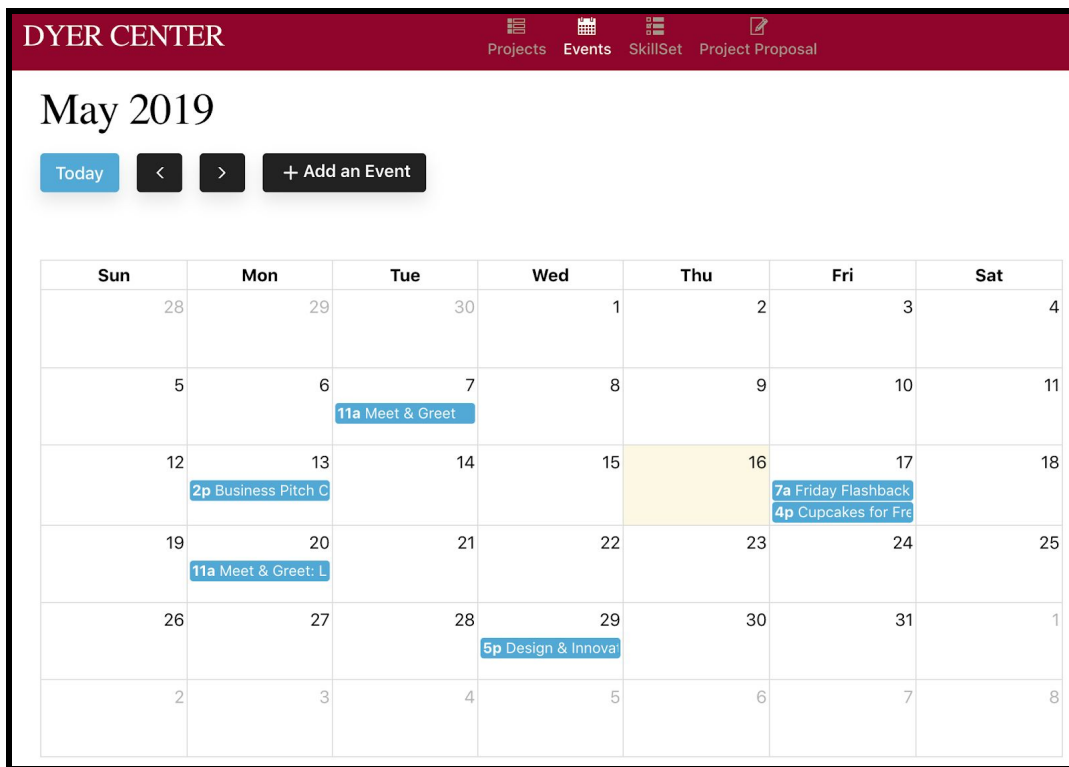 DYER CENTER
Projects Events SkillSet Project Proposal
May 2019
Today < > + Add an Event
Sun Mon Tue Wed Thu Fri Sat
28 29 30 1 2 3 4
5 6 7 8 9 10 11
11a Meet & Greet
12 13 14 15 16 17 18
2p Business Pitch C 7a Friday Flashback
4p Cupcakes for Fre
19 20 21 22 23 24 25
11a Meet & Greet: L
26 27 28 29 30 31 1
5p Design & Innovat
2 3 4 5 6 7 8